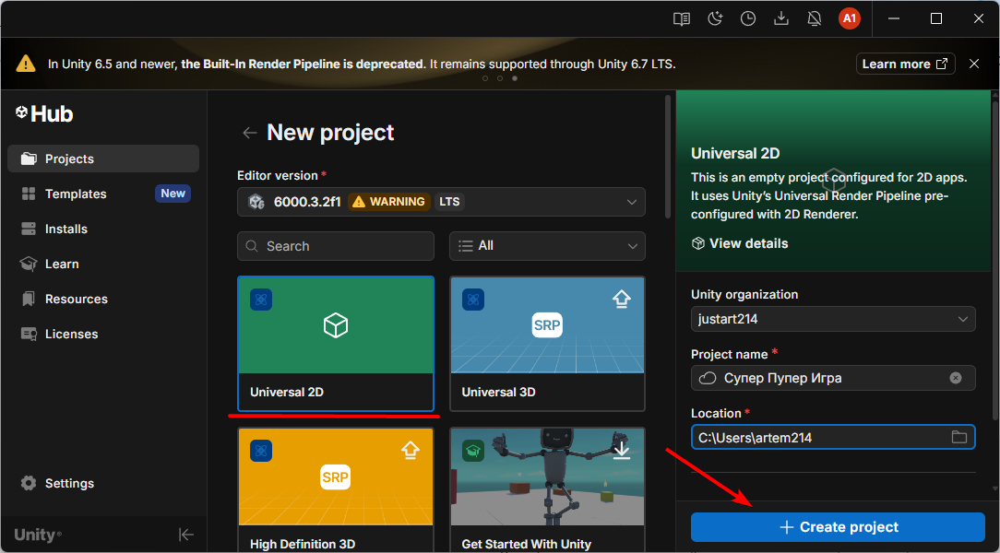 A1
In Unity 6.5 and newer, the Built-In Render Pipeline is deprecated. It remains supported through Unity 6.7 LTS.
Learn more
Hub
Projects
Templates New
Installs
Learn
Resources
Licenses
Settings
Unity®
New project
Editor version *
6000.3.2f1 WARNING LTS
Search
All
Universal 2D
SRP
Universal 3D
SRP
High Definition 3D
Get Started With Unity
Universal 2D
This is an empty project configured for 2D apps.
It uses Unity's Universal Render Pipeline pre-
configured with 2D Renderer.
View details
Unity organization
justart214
Project name *
Супер Пупер Игра
Location *
C:\Users\artem214
Create project